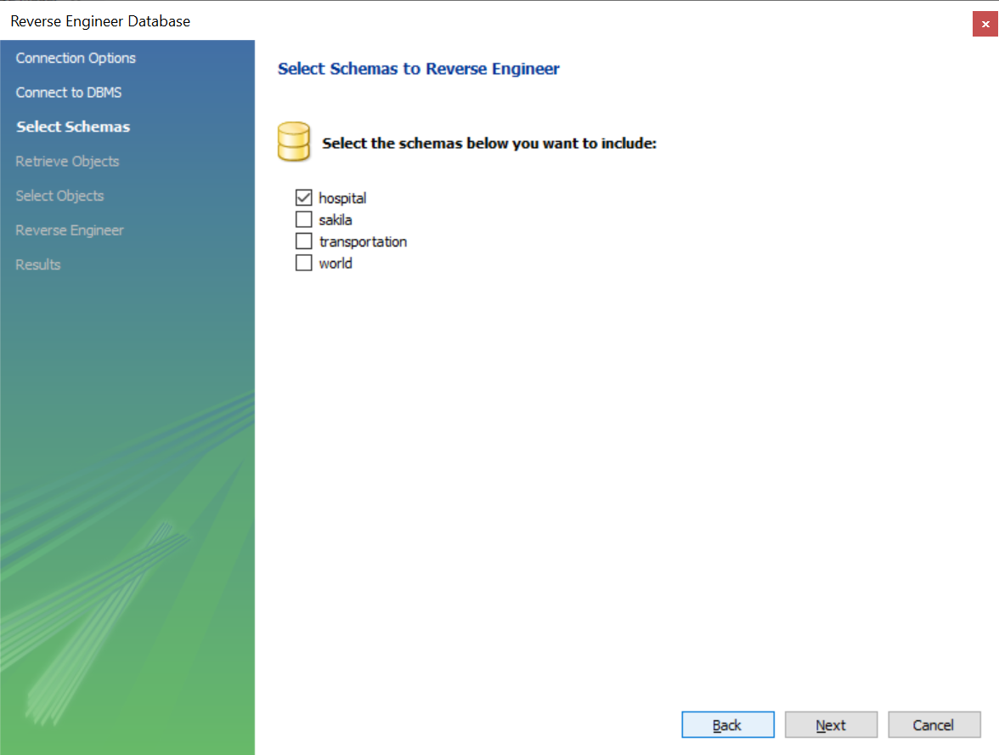 Reverse Engineer Database
Connection Options
Connect to DBMS
Select Schemas
Retrieve Objects
Select Objects
Reverse Engineer
Results
Select Schemas to Reverse Engineer
Select the schemas below you want to include:
hospital
sakila
transportation
world
Back
Next
Cancel